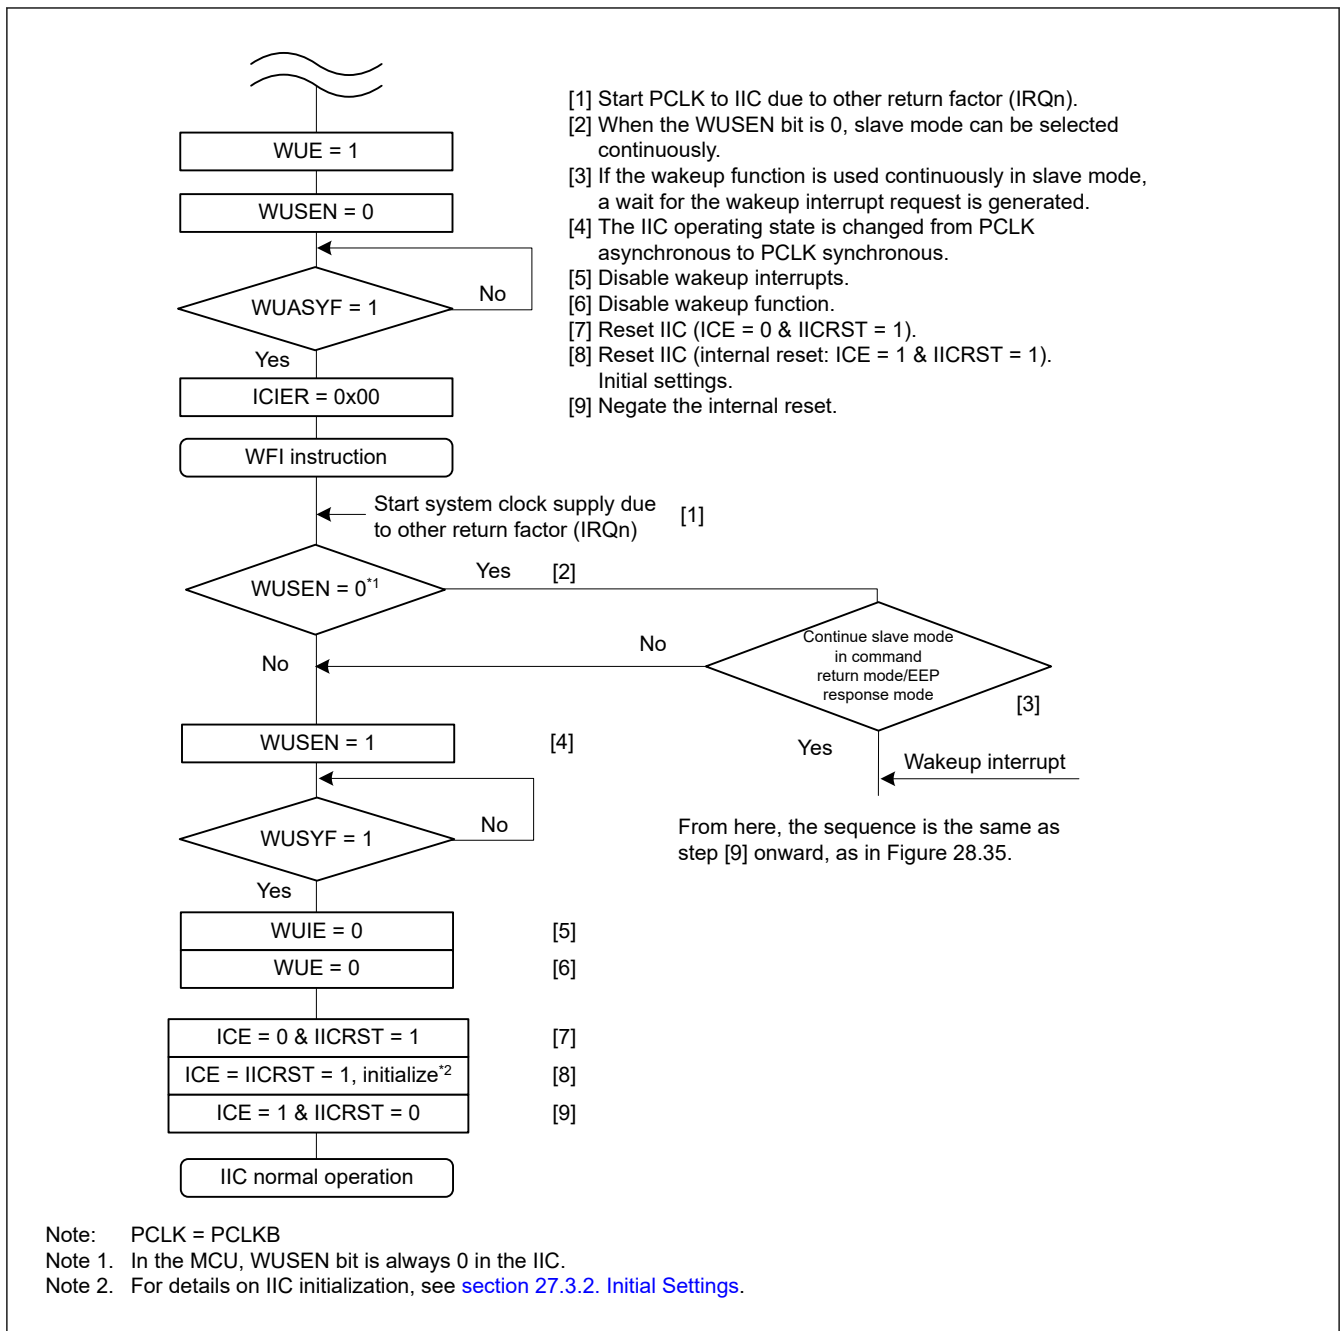 [1] Start PCLK to IIC due to other return factor (IRQn).
[2] When the WUSEN bit is 0, slave mode can be selected
continuously.
[3] If the wakeup function is used continuously in slave mode,
a wait for the wakeup interrupt request is generated.
[4] The IIC operating state is changed from PCLK
asynchronous to PCLK synchronous.
[5] Disable wakeup interrupts.
[6] Disable wakeup function.
[7] Reset IIC (ICE = 0 & IICRST = 1).
[8] Reset IIC (internal reset: ICE = 1 & IICRST = 1).
Initial settings.
[9] Negate the internal reset.
WUE = 1
WUSEN = 0
WUASYF = 1
No
Yes
ICIER = 0x00
WFI instruction
Start system clock supply due
to other return factor (IRQn)
[1]
WUSEN = 0*1
Yes
[2]
No
Continue slave mode
in command
return mode/EEP
response mode
[3]
No
Yes
Wakeup interrupt
From here, the sequence is the same as
step [9] onward, as in Figure 28.35.
WUSEN = 1
[4]
WUSYF = 1
No
Yes
WUIE = 0
[5]
WUE = 0
[6]
ICE = 0 & IICRST = 1
[7]
ICE = IICRST = 1, initialize*2
[8]
ICE = 1 & IICRST = 0
[9]
IIC normal operation
Note: PCLK = PCLKB
Note 1. In the MCU, WUSEN bit is always 0 in the IIC.
Note 2. For details on IIC initialization, see section 27.3.2. Initial Settings.